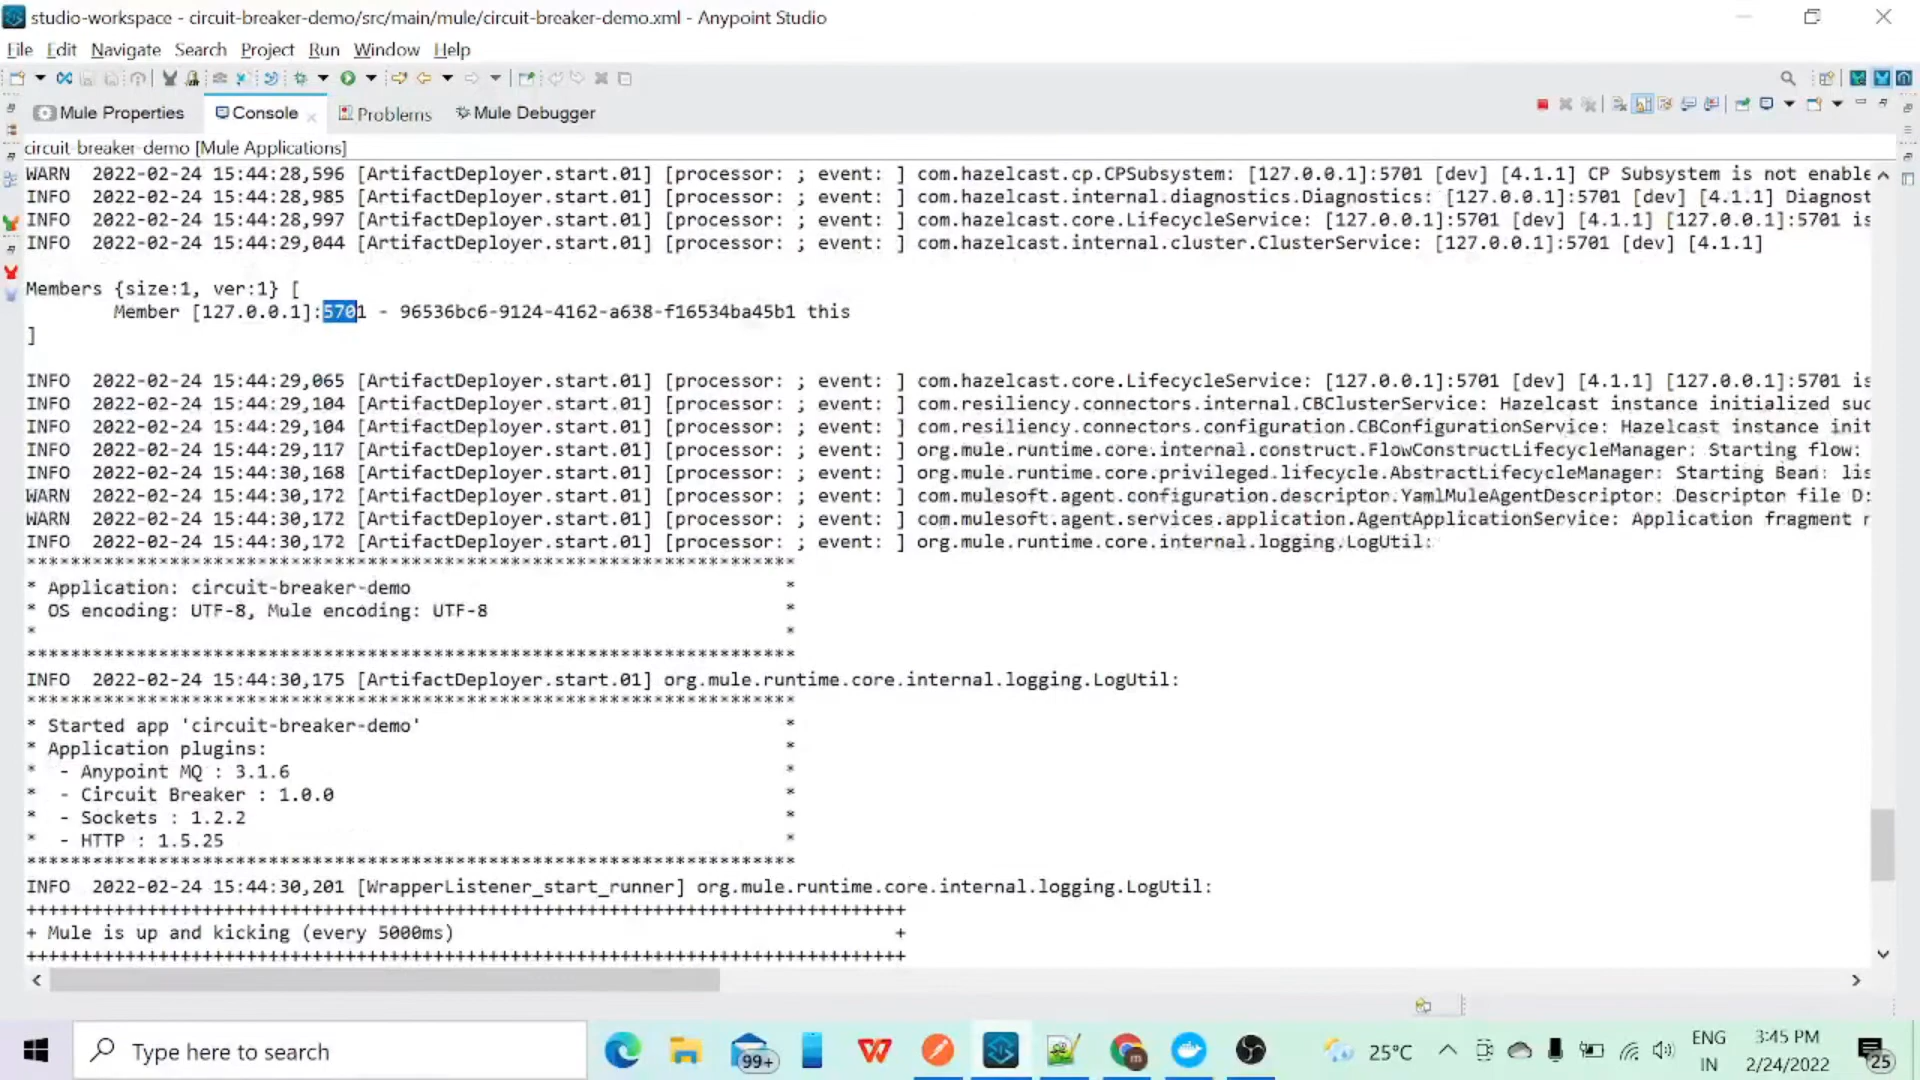 studio-workspace - circuit-breaker-demo/src/main/mule/circuit-breaker-demo.xml - Anypoint Studio
File Edit Navigate Search Project Run Window Help
Mule Properties Console Problems Mule Debugger
circuit-breaker-demo [Mule Applications]
WARN 2022-02-24 15:44:28,596 [ArtifactDeployer.start.01] [processor: ; event: ] com.hazelcast.cp.CPSubsystem: [127.0.0.1]:5701 [dev] [4.1.1] CP Subsystem is not enable
INFO 2022-02-24 15:44:28,985 [ArtifactDeployer.start.01] [processor: ; event: ] com.hazelcast.internal.diagnostics.Diagnostics: [127.0.0.1]:5701 [dev] [4.1.1] Diagnost
INFO 2022-02-24 15:44:28,997 [ArtifactDeployer.start.01] [processor: ; event: ] com.hazelcast.core.LifecycleService: [127.0.0.1]:5701 [dev] [4.1.1] [127.0.0.1]:5701 is
INFO 2022-02-24 15:44:29,044 [ArtifactDeployer.start.01] [processor: ; event: ] com.hazelcast.internal.cluster.ClusterService: [127.0.0.1]:5701 [dev] [4.1.1]
Members {size:1, ver:1} [
Member [127.0.0.1]:5701 - 96536bc6-9124-4162-a638-f16534ba45b1 this
]
INFO 2022-02-24 15:44:29,065 [ArtifactDeployer.start.01] [processor: ; event: ] com.hazelcast.core.LifecycleService: [127.0.0.1]:5701 [dev] [4.1.1] [127.0.0.1]:5701 is
INFO 2022-02-24 15:44:29,104 [ArtifactDeployer.start.01] [processor: ; event: ] com.resiliency.connectors.internal.CBClusterService: Hazelcast instance initialized suc
INFO 2022-02-24 15:44:29,104 [ArtifactDeployer.start.01] [processor: ; event: ] com.resiliency.connectors.configuration.CBConfigurationService: Hazelcast instance init
INFO 2022-02-24 15:44:29,117 [ArtifactDeployer.start.01] [processor: ; event: ] org.mule.runtime.core.internal.construct.FlowConstructLifecycleManager: Starting flow:
INFO 2022-02-24 15:44:30,168 [ArtifactDeployer.start.01] [processor: ; event: ] org.mule.runtime.core.privileged.lifecycle.AbstractLifecycleManager: Starting Bean: lis
WARN 2022-02-24 15:44:30,172 [ArtifactDeployer.start.01] [processor: ; event: ] com.mulesoft.agent.configuration.descriptor.YamlMuleAgentDescriptor: Descriptor file D:
WARN 2022-02-24 15:44:30,172 [ArtifactDeployer.start.01] [processor: ; event: ] com.mulesoft.agent.services.application.AgentApplicationService: Application fragment r
INFO 2022-02-24 15:44:30,172 [ArtifactDeployer.start.01] [processor: ; event: ] org.mule.runtime.core.internal.logging.LogUtil:
**********************************************************************
* Application: circuit-breaker-demo *
* OS encoding: UTF-8, Mule encoding: UTF-8 *
* *
**********************************************************************
INFO 2022-02-24 15:44:30,175 [ArtifactDeployer.start.01] org.mule.runtime.core.internal.logging.LogUtil:
**********************************************************************
* Started app 'circuit-breaker-demo' *
* Application plugins: *
* - Anypoint MQ : 3.1.6 *
* - Circuit Breaker : 1.0.0 *
* - Sockets : 1.2.2 *
* - HTTP : 1.5.25 *
**********************************************************************
INFO 2022-02-24 15:44:30,201 [WrapperListener_start_runner] org.mule.runtime.core.internal.logging.LogUtil:
++++++++++++++++++++++++++++++++++++++++++++++++++++++++++++++++++++++++++++++++
+ Mule is up and kicking (every 5000ms) +
++++++++++++++++++++++++++++++++++++++++++++++++++++++++++++++++++++++++++++++++
Type here to search
99+
25°C
ENG
IN
3:45 PM
2/24/2022
25